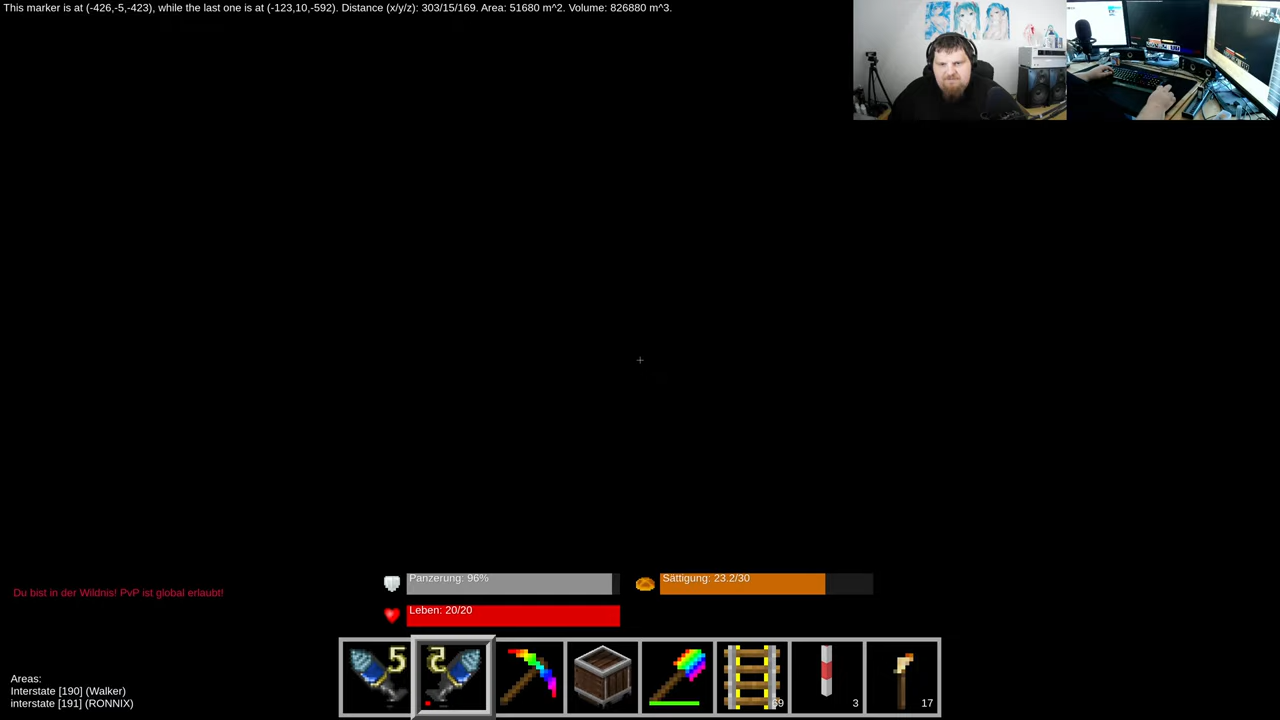 This marker is at (-426,-5,-423), while the last one is at (-123,10,-592). Distance (x/y/z): 303/15/169. Area: 51680 m^2. Volume: 826880 m^3.
Panzerung: 96%
Sättigung: 23.2/30
Du bist in der Wildnis! PvP ist global erlaubt!
Leben: 20/20
5
5
69
3
17
Areas:
Interstate [190] (Walker)
interstate [191] (RONNIX)